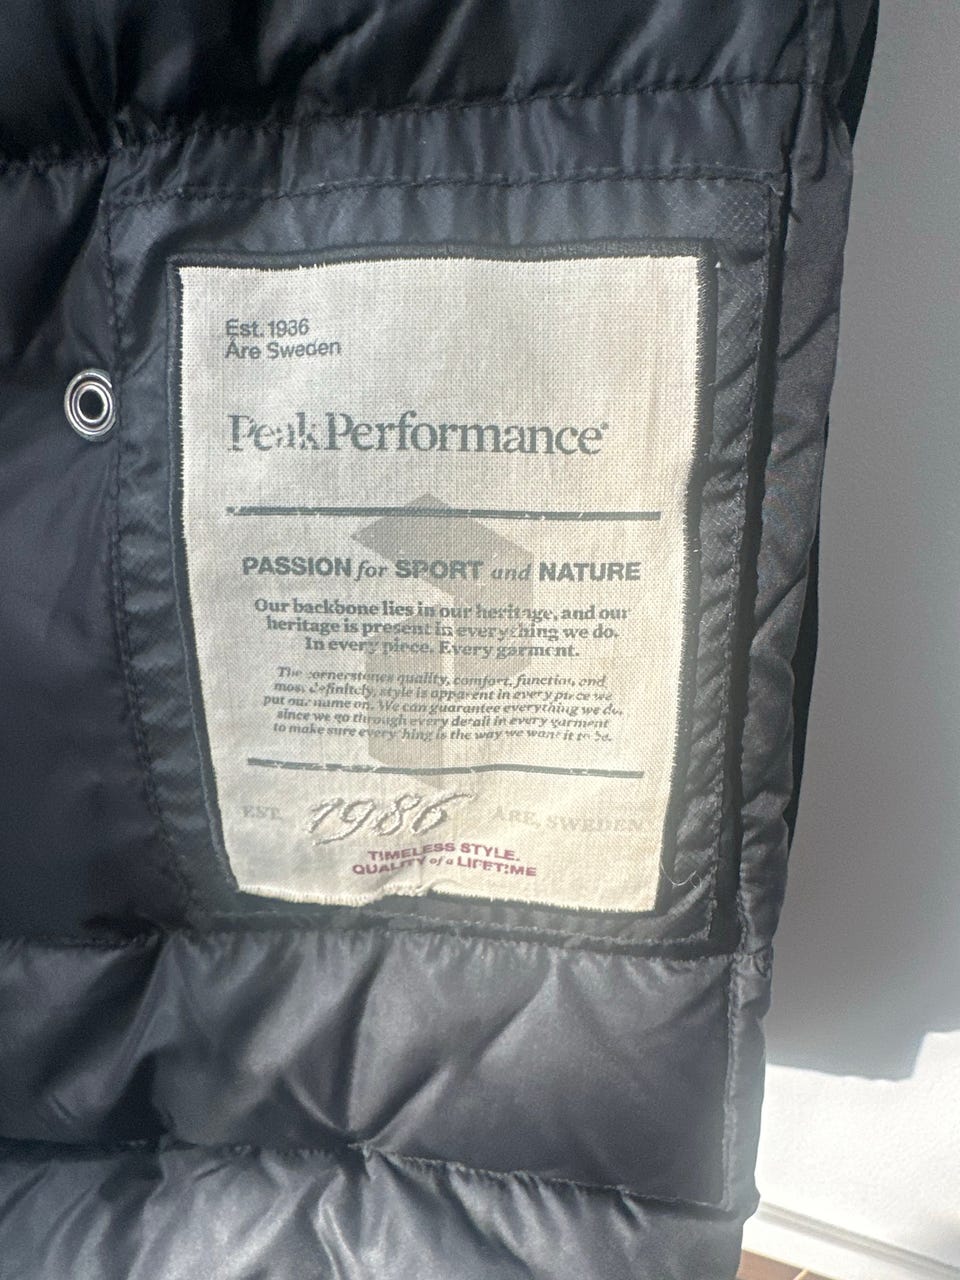 Est. 1986
Åre Sweden
Peak Performance
PASSION for SPORT and NATURE
Our backbone lies in our heritage, and our
heritage is present in everything we do.
In every piece. Every garment.
The cornerstones quality, comfort, function, and
most definitely, style is apparent in every piece we
put our name on. We can guarantee everything we do,
since we go through every detail in every garment
to make sure everything is the way we want it to be.
EST. 1986 ÅRE, SWEDEN
TIMELESS STYLE.
QUALITY of a LIFETIME